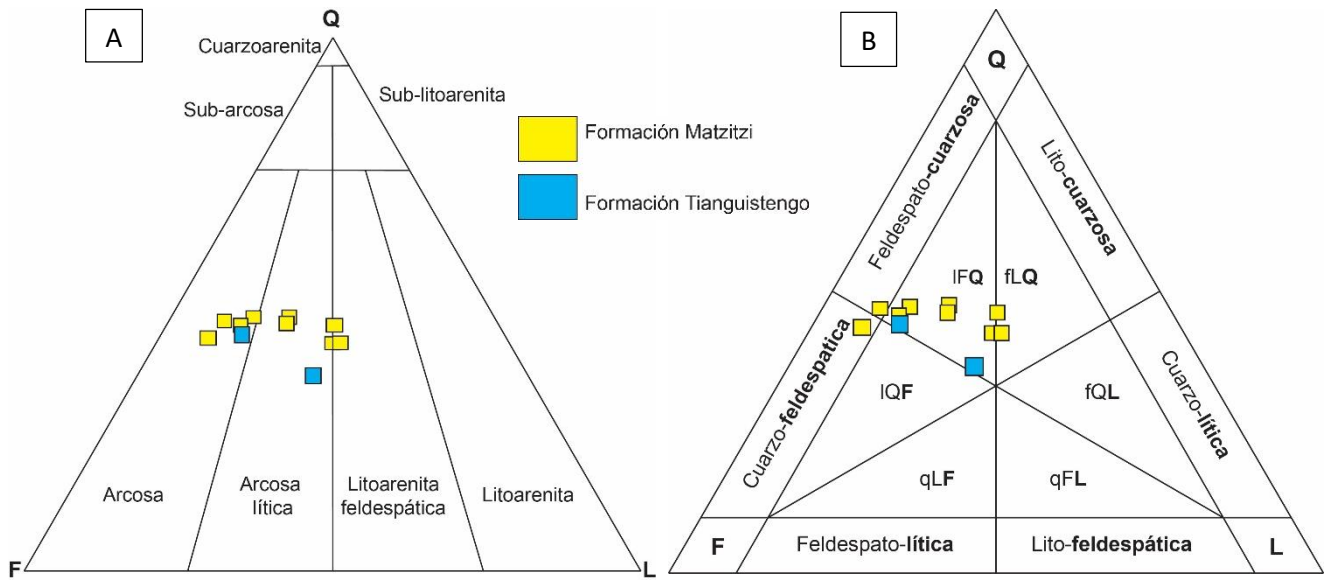 A
Q
Cuarzoarenita
Sub-arcosa
Sub-litoarenita
Formación Matzitzi
Formación Tianguistengo
Arcosa
Arcosa
lítica
Litoarenita
feldespática
Litoarenita
F
L
B
Q
Feldespato-cuarzosa
Lito-cuarzosa
lFQ
fLQ
Cuarzo-feldespatica
Cuarzo-lítica
lQF
fQL
qLF
qFL
F
Feldespato-lítica
Lito-feldespática
L